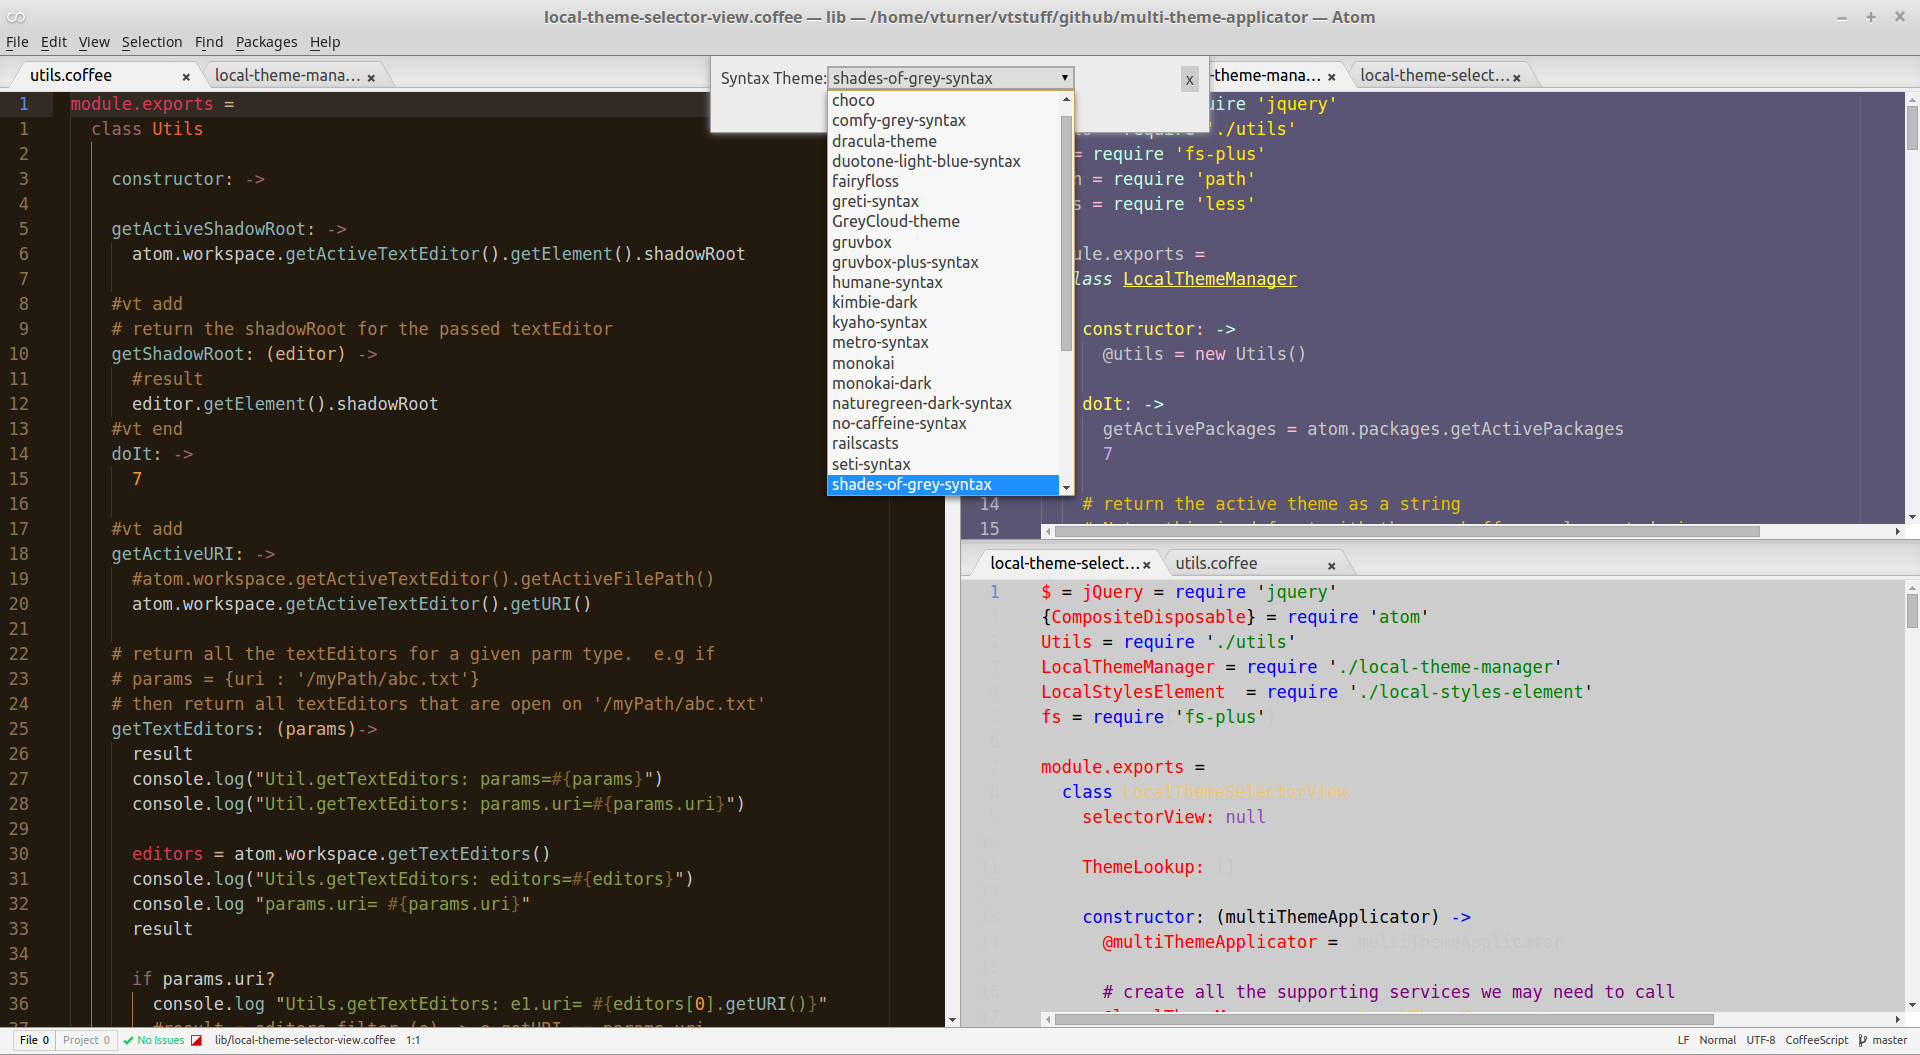 local-theme-selector-view.coffee — lib — /home/vturner/vtstuff/github/multi-theme-applicator — Atom
File Edit View Selection Find Packages Help
utils.coffee
local-theme-mana…
1 module.exports =
1 class Utils
2
3 constructor: ->
4
5 getActiveShadowRoot: ->
6 atom.workspace.getActiveTextEditor().getElement().shadowRoot
7
8 #vt add
9 # return the shadowRoot for the passed textEditor
10 getShadowRoot: (editor) ->
11 #result
12 editor.getElement().shadowRoot
13 #vt end
14 doIt: ->
15 7
16
17 #vt add
18 getActiveURI: ->
19 #atom.workspace.getActiveTextEditor().getActiveFilePath()
20 atom.workspace.getActiveTextEditor().getURI()
21
22 # return all the textEditors for a given parm type.  e.g if
23 # params = {uri : '/myPath/abc.txt'}
24 # then return all textEditors that are open on '/myPath/abc.txt'
25 getTextEditors: (params)->
26 result
27 console.log("Util.getTextEditors: params=#{params}")
28 console.log("Util.getTextEditors: params.uri=#{params.uri}")
29
30 editors = atom.workspace.getTextEditors()
31 console.log("Utils.getTextEditors: editors=#{editors}")
32 console.log "params.uri= #{params.uri}"
33 result
34
35 if params.uri?
36 console.log "Utils.getTextEditors: e1.uri= #{editors[0].getURI()}"
Syntax Theme: shades-of-grey-syntax
x
choco
comfy-grey-syntax
dracula-theme
duotone-light-blue-syntax
fairyfloss
greti-syntax
GreyCloud-theme
gruvbox
gruvbox-plus-syntax
humane-syntax
kimbie-dark
kyaho-syntax
metro-syntax
monokai
monokai-dark
naturegreen-dark-syntax
no-caffeine-syntax
railscasts
seti-syntax
shades-of-grey-syntax
-theme-mana…
local-theme-select…
uire 'jquery'
require './utils'
= require 'fs-plus'
= require 'path'
s = require 'less'
ule.exports =
lass LocalThemeManager
constructor: ->
@utils = new Utils()
doIt: ->
getActivePackages = atom.packages.getActivePackages
7
14 # return the active theme as a string
15
local-theme-select…
utils.coffee
1 $ = jQuery = require 'jquery'
{CompositeDisposable} = require 'atom'
Utils = require './utils'
LocalThemeManager = require './local-theme-manager'
LocalStylesElement  = require './local-styles-element'
fs = require 'fs-plus'
module.exports =
class LocalThemeSelectorView
selectorView: null
ThemeLookup: []
constructor: (multiThemeApplicator) ->
@multiThemeApplicator = multiThemeApplicator
# create all the supporting services we may need to call
File 0 Project 0 No Issues lib/local-theme-selector-view.coffee 1:1
LF Normal UTF-8 CoffeeScript master